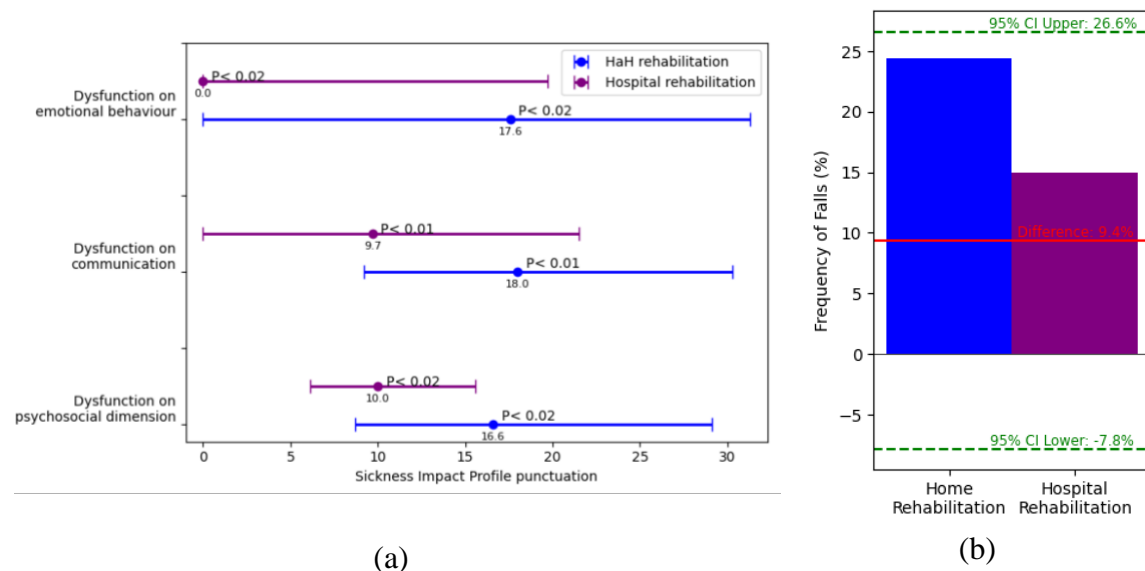 HaH rehabilitation
Hospital rehabilitation
Dysfunction on
emotional behaviour
P< 0.02
0.0
P< 0.02
17.6
Dysfunction on
communication
P< 0.01
9.7
P< 0.01
18.0
Dysfunction on
psychosocial dimension
P< 0.02
10.0
P< 0.02
16.6
0 5 10 15 20 25 30
Sickness Impact Profile punctuation
(a)
95% CI Upper: 26.6%
25
20
15
10
5
0
−5
Frequency of Falls (%)
Difference: 9.4%
95% CI Lower: -7.8%
Home
Rehabilitation
Hospital
Rehabilitation
(b)